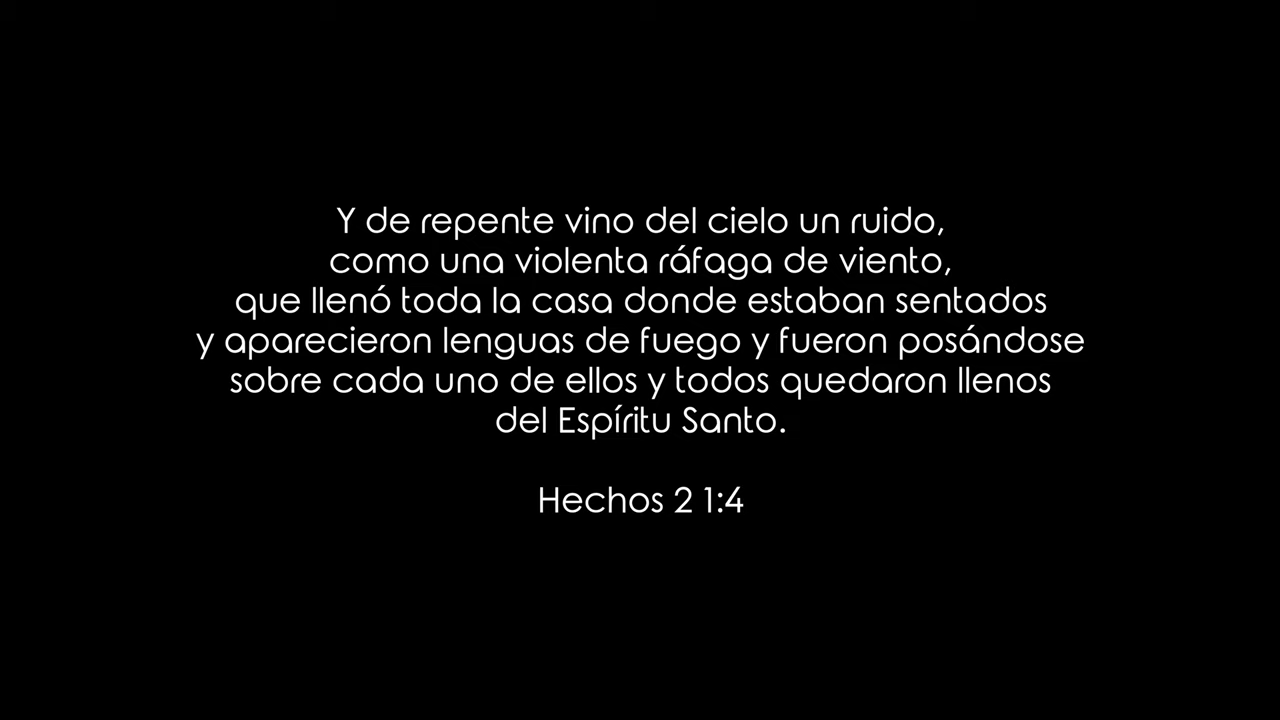 Y de repente vino del cielo un ruido,
como una violenta ráfaga de viento,
que llenó toda la casa donde estaban sentados
y aparecieron lenguas de fuego y fueron posándose
sobre cada uno de ellos y todos quedaron llenos
del Espíritu Santo.
Hechos 2 1:4